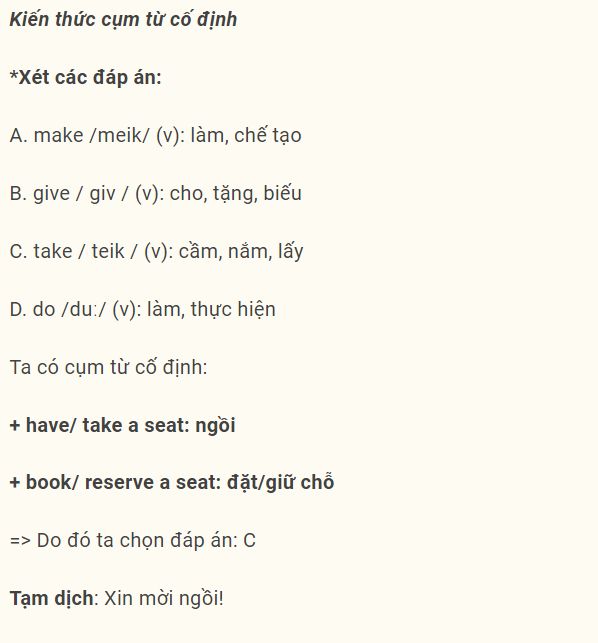 Kiến thức cụm từ cố định
*Xét các đáp án:
A. make /meik/ (v): làm, chế tạo
B. give / giv / (v): cho, tặng, biếu
C. take / teik / (v): cầm, nắm, lấy
D. do /duː/ (v): làm, thực hiện
Ta có cụm từ cố định:
+ have/ take a seat: ngồi
+ book/ reserve a seat: đặt/giữ chỗ
=> Do đó ta chọn đáp án: C
Tạm dịch: Xin mời ngồi!